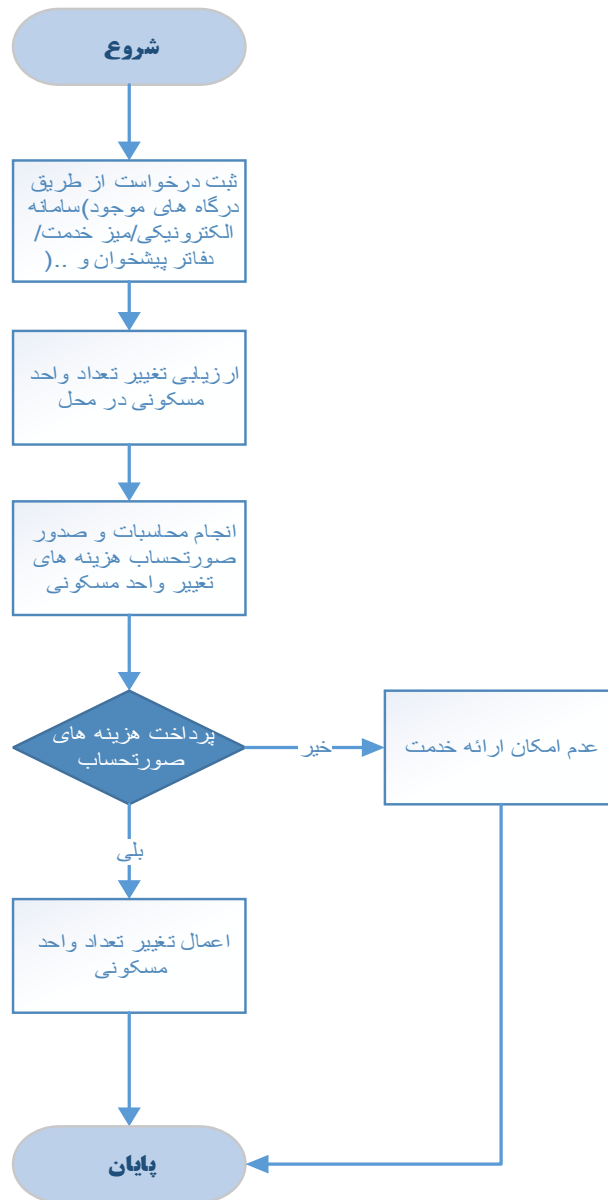 شروع
ثبت درخواست از طریق
درگاه های موجود)سامانه
الکترونیکی/میز خدمت/
دفاتر پیشخوان و ..(
ارزیابی تغییر تعداد واحد
مسکونی در محل
انجام محاسبات و صدور
صورتحساب هزینه های
تغییر واحد مسکونی
پرداخت هزینه های
صورتحساب
خیر
عدم امکان ارائه خدمت
بلی
اعمال تغییر تعداد واحد
مسکونی
پایان